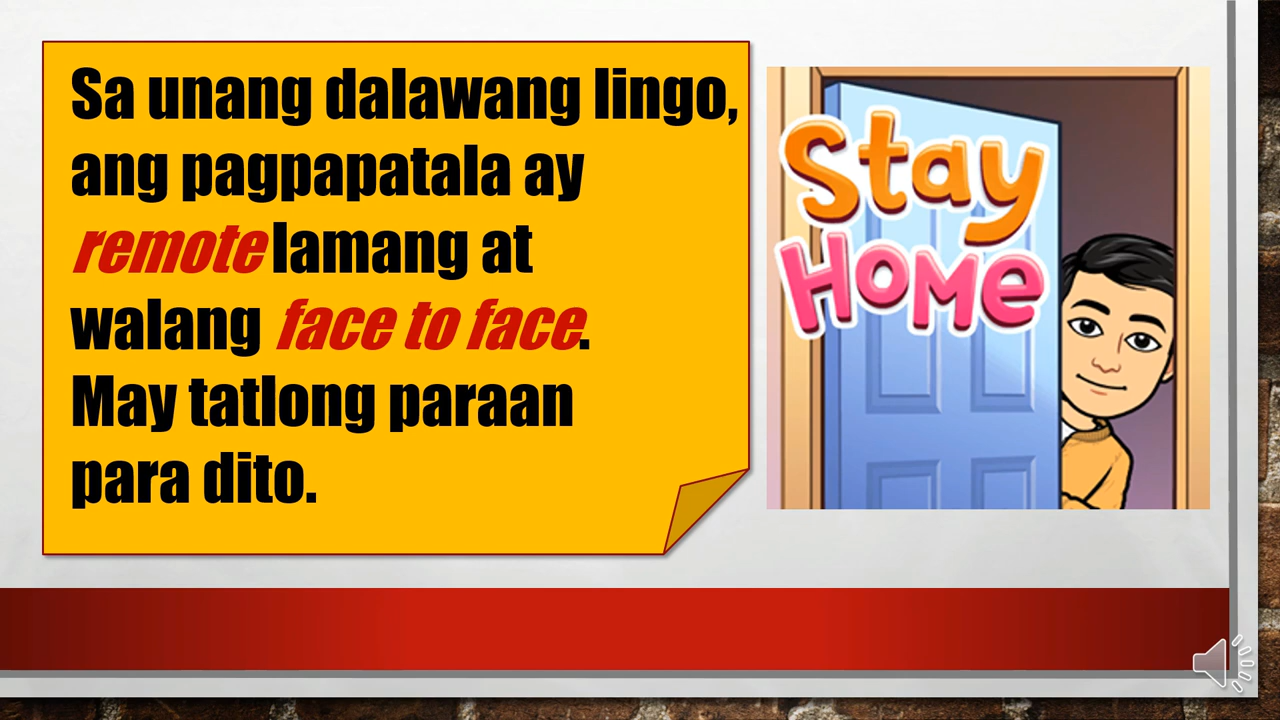 Sa unang dalawang lingo,
ang pagpapatala ay
remote lamang at
walang face to face.
May tatlong paraan
para dito.
Stay
HOMe